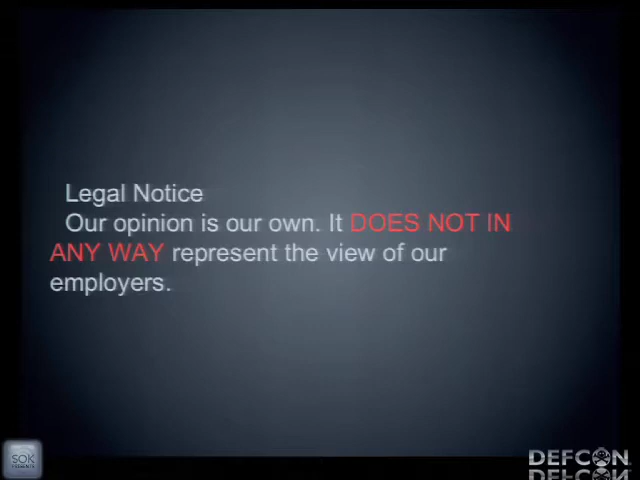 Legal Notice
Our opinion is our own. It DOES NOT IN
ANY WAY represent the view of our
employers.
SOK
DEFCON